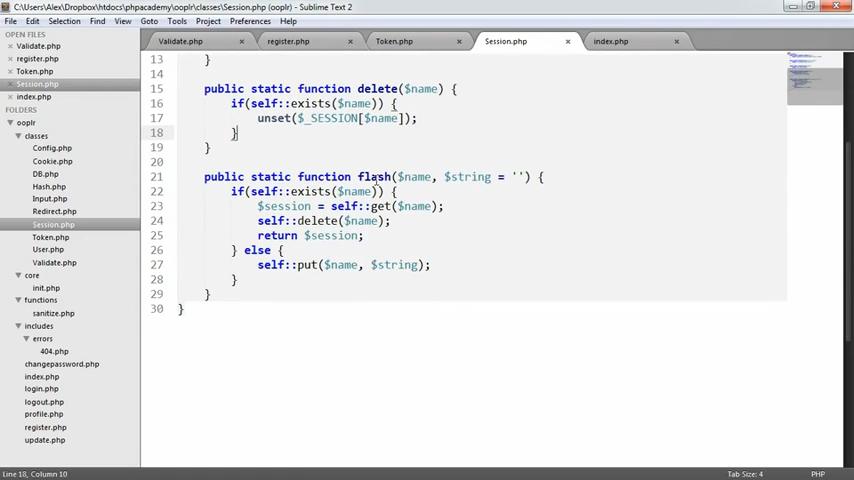 C:\Users\Alex\Dropbox\htdocs\phpacademy\ooplr\classes\Session.php (ooplr) - Sublime Text 2
File Edit Selection Find View Goto Tools Project Preferences Help
OPEN FILES
Validate.php
register.php
Token.php
Session.php
index.php
FOLDERS
ooplr
classes
Config.php
Cookie.php
DB.php
Hash.php
Input.php
Redirect.php
Session.php
Token.php
User.php
Validate.php
core
init.php
functions
sanitize.php
includes
errors
404.php
changepassword.php
index.php
login.php
logout.php
profile.php
register.php
update.php
Validate.php register.php Token.php Session.php index.php
13 }
14
15 public static function delete($name) {
16 if(self::exists($name)) {
17 unset($_SESSION[$name]);
18 }
19 }
20
21 public static function flash($name, $string = '') {
22 if(self::exists($name)) {
23 $session = self::get($name);
24 self::delete($name);
25 return $session;
26 } else {
27 self::put($name, $string);
28 }
29 }
30 }
Line 18, Column 10 Tab Size: 4 PHP